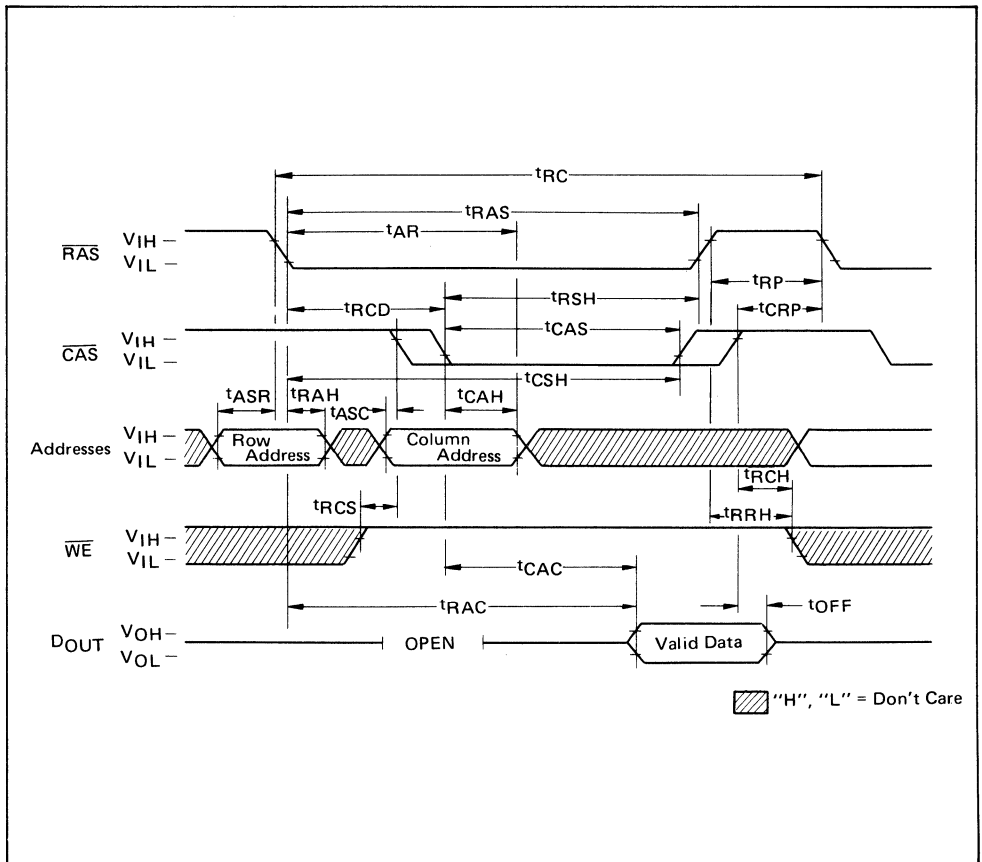 tRC
tRAS
tAR
RAS VIH
VIL
tRP
tRSH
tRCD tCRP
tCAS
CAS VIH
VIL
tCSH
tASR tRAH tASC tCAH
Addresses VIH Row Address Column Address
VIL
tRCH
tRCS tRRH
WE VIH
VIL
tCAC
tRAC tOFF
DOUT VOH OPEN Valid Data
VOL
"H", "L" = Don't Care